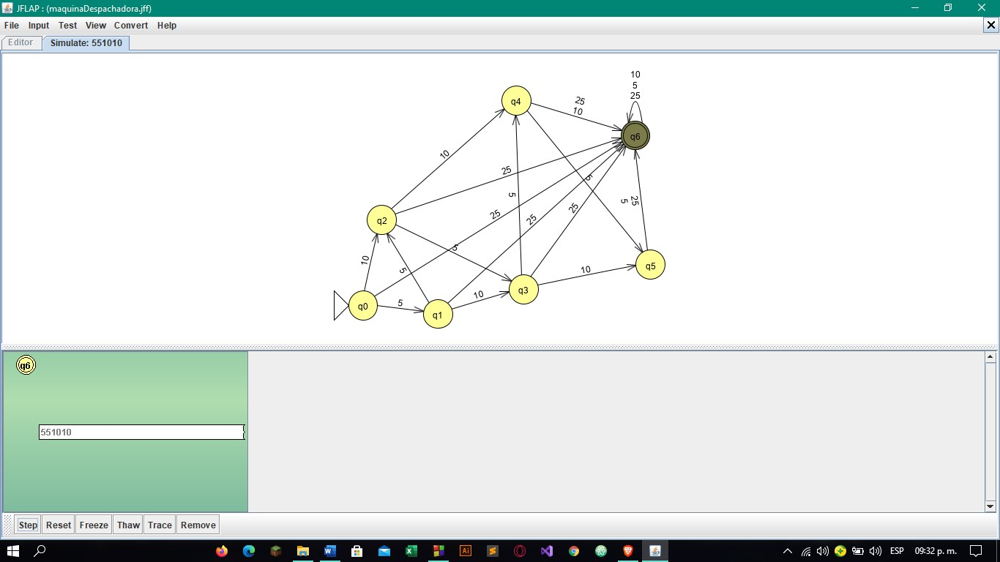 JFLAP : (maquinaDespachadora.jff)
File Input Test View Convert Help
Editor Simulate: 551010
10
5
25
q4
25
10
q6
10
25
5
5
25
5
25
25
25
q2
5
10
5
10
q5
q3
10
q0
5
q1
q6
551010
Step Reset Freeze Thaw Trace Remove
ESP 09:32 p. m.